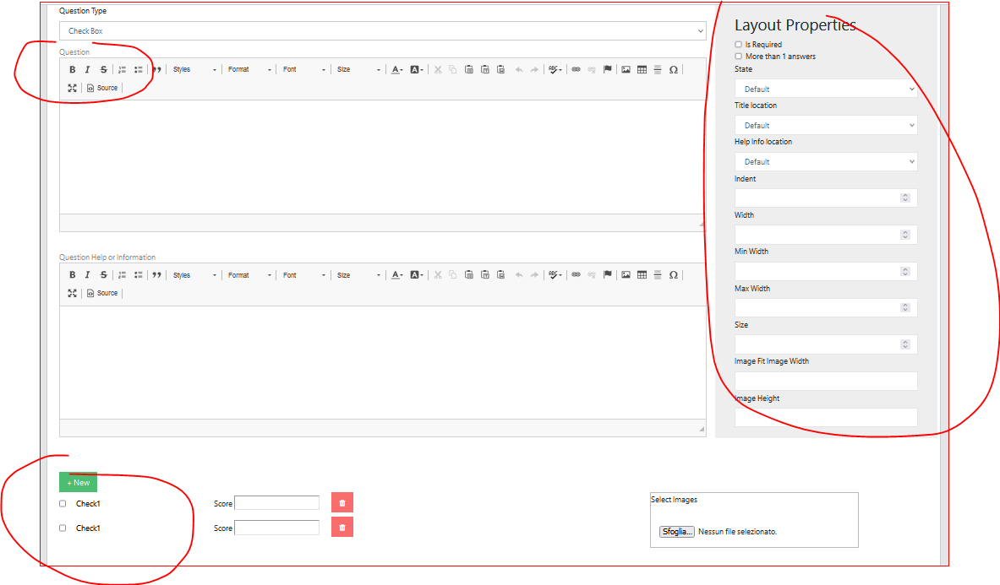 Question Type
Check Box
Question
B I S Styles Format Font Size A A ABC Ω
Source
Question Help or Information
B I S Styles Format Font Size A A ABC Ω
Source
+ New
Check1 Score
Check1 Score
Select Images
Sfoglia... Nessun file selezionato.
Layout Properties
Is Required
More than 1 answers
State
Default
Title location
Default
Help Info location
Default
Indent
Width
Min Width
Max Width
Size
Image Fit Image Width
Image Height